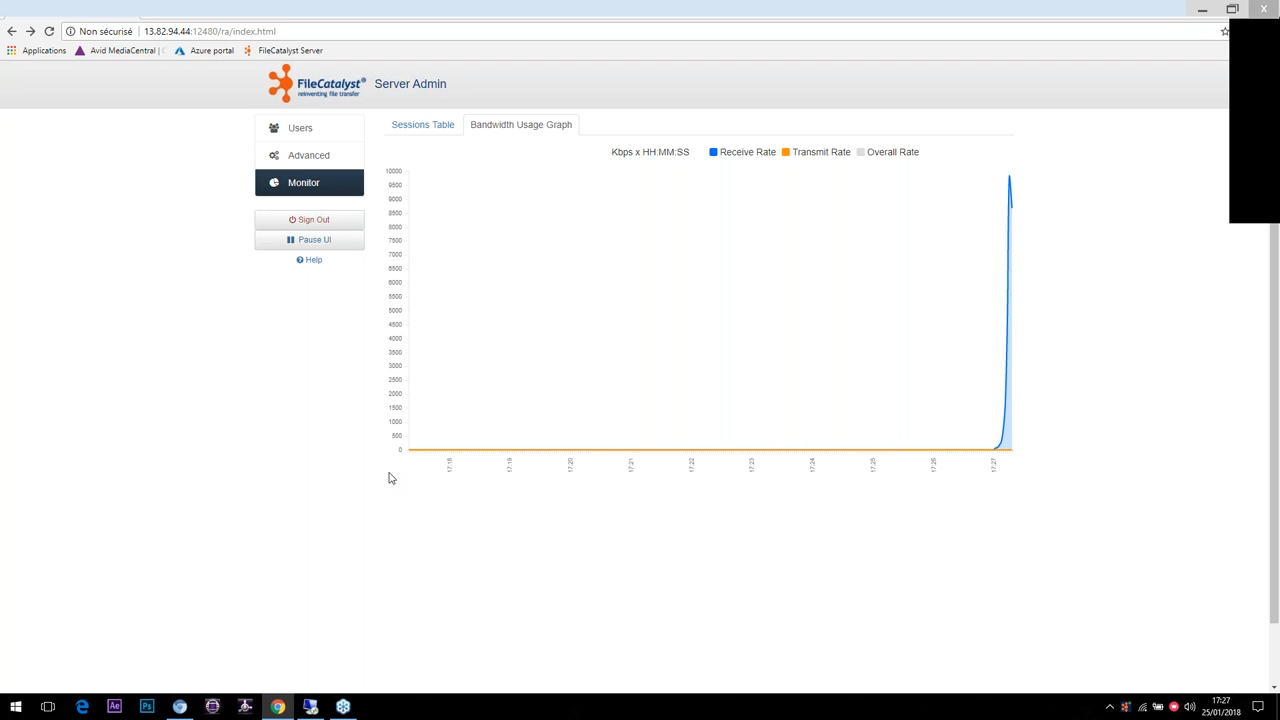 Non sécurisé 13.82.94.44:12480/ra/index.html
Applications Avid MediaCentral | Azure portal FileCatalyst Server
FileCatalyst® Server Admin
reinventing file transfer
Users
Advanced
Monitor
Sign Out
Pause UI
Help
Sessions Table Bandwidth Usage Graph
Kbps x HH:MM:SS Receive Rate Transmit Rate Overall Rate
10000
9500
9000
8500
8000
7500
7000
6500
6000
5500
5000
4500
4000
3500
3000
2500
2000
1500
1000
500
0
17:18 17:19 17:20 17:21 17:22 17:23 17:24 17:25 17:26 17:27
Ae Ps
17:27
25/01/2018